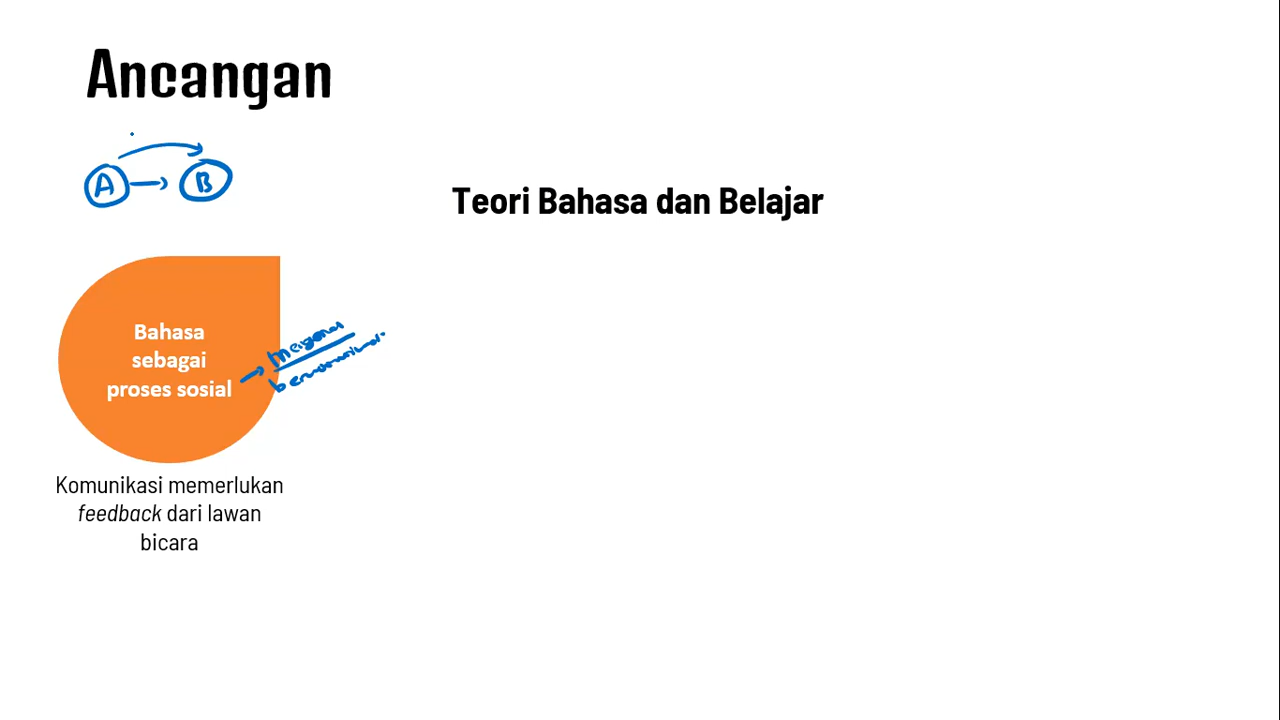 Ancangan
A
B
Teori Bahasa dan Belajar
Bahasa
sebagai
proses sosial
Komunikasi memerlukan
feedback dari lawan
bicara